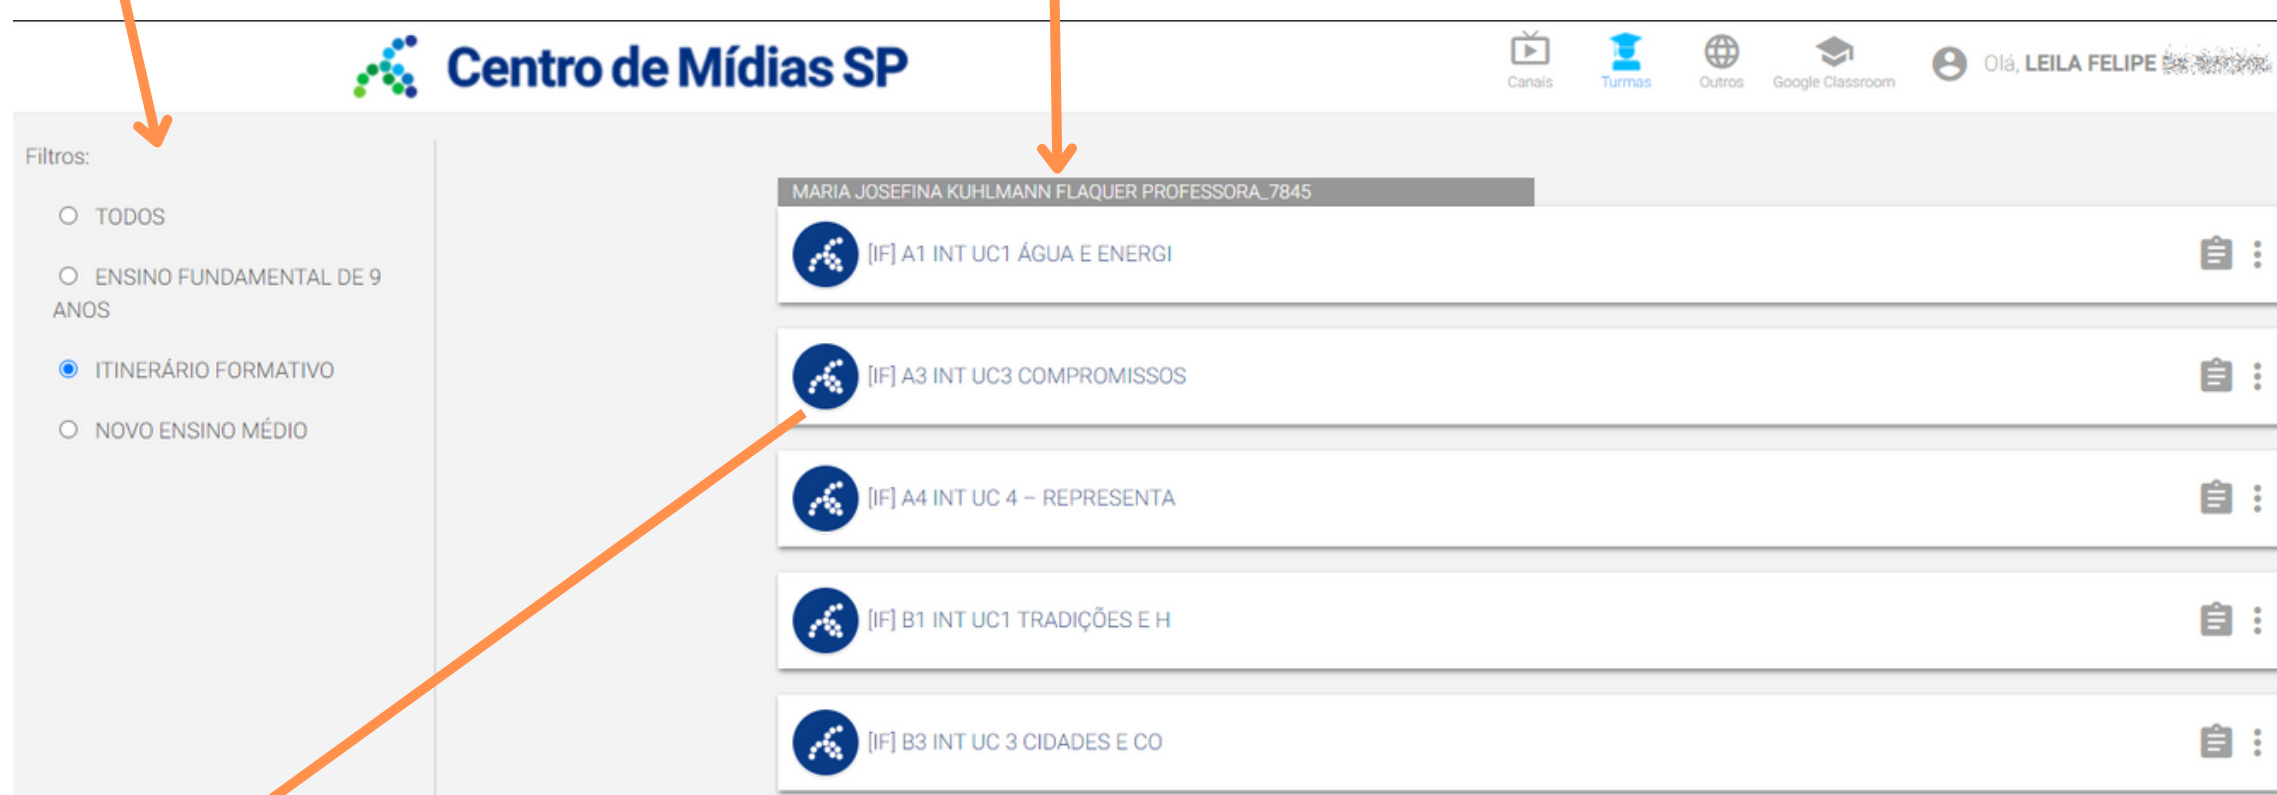 Centro de Mídias SP
Canais
Turmas
Outros
Google Classroom
Olá, LEILA FELIPE
Filtros:
TODOS
ENSINO FUNDAMENTAL DE 9
ANOS
ITINERÁRIO FORMATIVO
NOVO ENSINO MÉDIO
MARIA JOSEFINA KUHLMANN FLAQUER PROFESSORA_7845
[IF] A1 INT UC1 ÁGUA E ENERGI
[IF] A3 INT UC3 COMPROMISSOS
[IF] A4 INT UC 4 – REPRESENTA
[IF] B1 INT UC1 TRADIÇÕES E H
[IF] B3 INT UC 3 CIDADES E CO